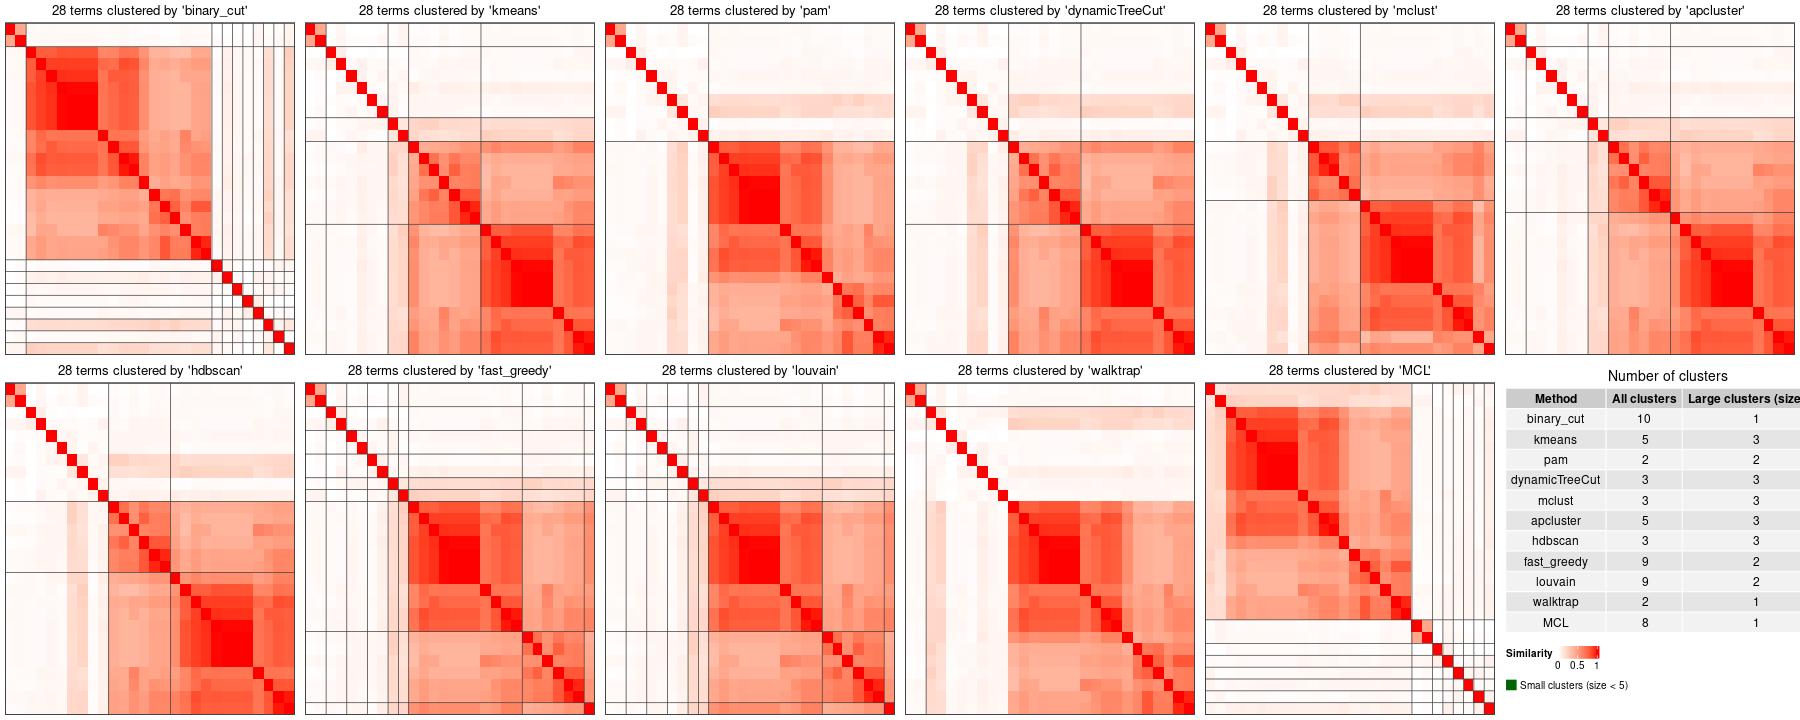 28 terms clustered by 'binary_cut'
28 terms clustered by 'kmeans'
28 terms clustered by 'pam'
28 terms clustered by 'dynamicTreeCut'
28 terms clustered by 'mclust'
28 terms clustered by 'apcluster'
28 terms clustered by 'hdbscan'
28 terms clustered by 'fast_greedy'
28 terms clustered by 'louvain'
28 terms clustered by 'walktrap'
28 terms clustered by 'MCL'
Number of clusters
Method All clusters Large clusters (size
binary_cut 10 1
kmeans 5 3
pam 2 2
dynamicTreeCut 3 3
mclust 3 3
apcluster 5 3
hdbscan 3 3
fast_greedy 9 2
louvain 9 2
walktrap 2 1
MCL 8 1
Similarity
0 0.5 1
Small clusters (size < 5)